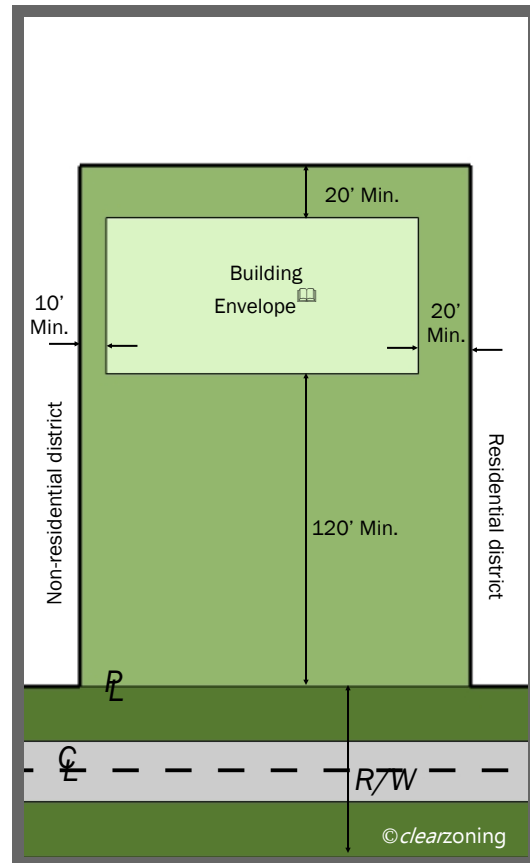 20’ Min.
Building
Envelope
10’
Min.
20’
Min.
Non-residential district
Residential district
120’ Min.
PL
CL
R/W
©clearzoning